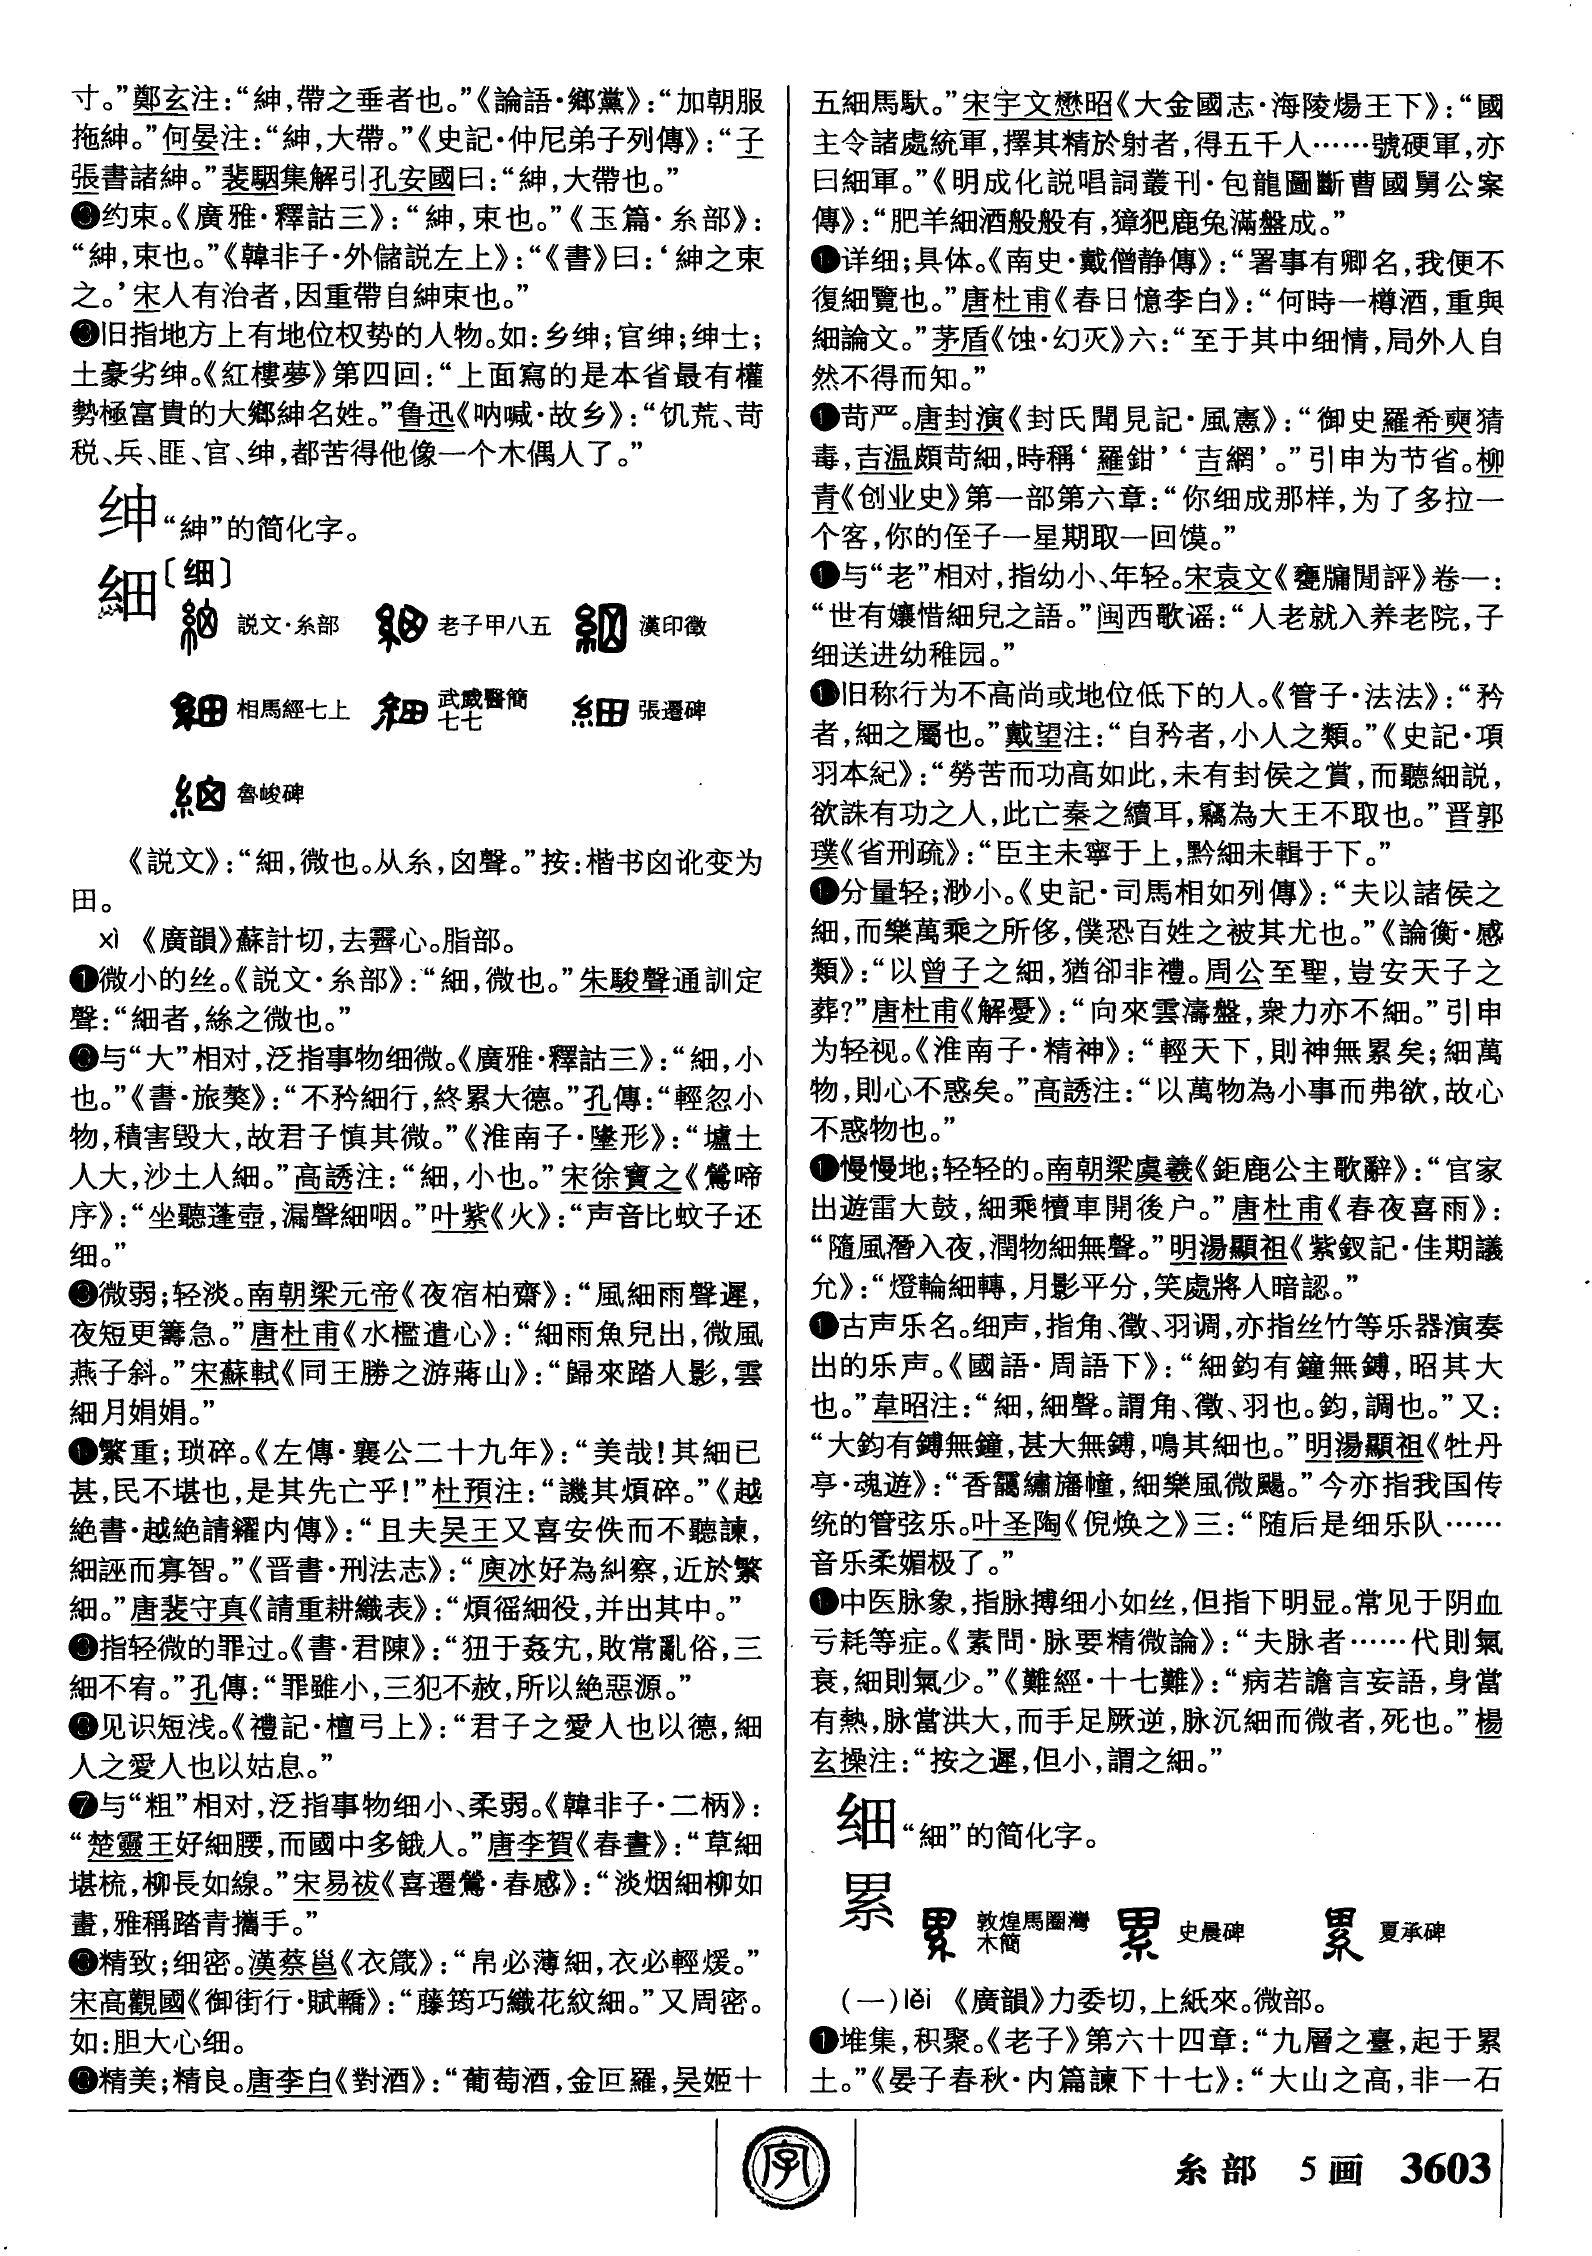 寸。”鄭玄注：“紳，帶之垂者也。”《論語·鄉黨》：“加朝服
拖紳。”何晏注：“紳，大帶。”《史記·仲尼弟子列傳》：“子
張書諸紳。”裴駰集解引孔安國曰：“紳，大帶也。”
❸约束。《廣雅·釋詁三》：“紳，束也。”《玉篇·糸部》：
“紳，束也。”《韓非子·外儲説左上》：“《書》曰：‘紳之束
之。’宋人有治者，因重帶自紳束也。”
旧指地方上有地位权势的人物。如：乡绅；官绅；绅士；
土豪劣绅。《紅樓夢》第四回：“上面寫的是本省最有權
勢極富貴的大鄉紳名姓。”鲁迅《呐喊·故乡》：“饥荒、苛
税、兵、匪、官、绅，都苦得他像一个木偶人了。”
绅 “紳”的简化字。
細〔细〕
説文·糸部 老子甲八五 漢印徵
相馬經七上 武威醫簡七七 張遷碑
魯峻碑
《説文》：“細，微也。从糸，囟聲。”按：楷书囟讹变为
田。
xì 《廣韻》蘇計切，去霽心。脂部。
❶微小的丝。《説文·糸部》：“細，微也。”朱駿聲通訓定
聲：“細者，絲之微也。”
❷与“大”相对，泛指事物细微。《廣雅·釋詁三》：“細，小
也。”《書·旅獒》：“不矜細行，終累大德。”孔傳：“輕忽小
物，積害毁大，故君子慎其微。”《淮南子·墬形》：“壚土
人大，沙土人細。”高誘注：“細，小也。”宋徐寶之《鶯啼
序》：“坐聽蓬壺，漏聲細咽。”叶紫《火》：“声音比蚊子还
细。”
❸微弱；轻淡。南朝梁元帝《夜宿柏齋》：“風細雨聲遲，
夜短更籌急。”唐杜甫《水檻遣心》：“細雨魚兒出，微風
燕子斜。”宋蘇軾《同王勝之游蔣山》：“歸來踏人影，雲
細月娟娟。”
繁重；琐碎。《左傳·襄公二十九年》：“美哉！其細已
甚，民不堪也，是其先亡乎！”杜預注：“譏其煩碎。”《越
絶書·越絶請糴内傳》：“且夫吴王又喜安佚而不聽諫，
細誣而寡智。”《晋書·刑法志》：“庾冰好為糾察，近於繁
細。”唐裴守真《請重耕織表》：“煩徭細役，并出其中。”
指轻微的罪过。《書·君陳》：“狃于姦宄，敗常亂俗，三
細不宥。”孔傳：“罪雖小，三犯不赦，所以絶惡源。”
见识短浅。《禮記·檀弓上》：“君子之愛人也以德，細
人之愛人也以姑息。”
❼与“粗”相对，泛指事物细小、柔弱。《韓非子·二柄》：
“楚靈王好細腰，而國中多餓人。”唐李賀《春晝》：“草細
堪梳，柳長如線。”宋易祓《喜遷鶯·春感》：“淡烟細柳如
畫，雅稱踏青攜手。”
精致；细密。漢蔡邕《衣箴》：“帛必薄細，衣必輕煖。”
宋高觀國《御街行·賦轎》：“藤筠巧織花紋細。”又周密。
如：胆大心细。
精美；精良。唐李白《對酒》：“葡萄酒，金叵羅，吴姬十
五細馬馱。”宋宇文懋昭《大金國志·海陵煬王下》：“國
主令諸處統軍，擇其精於射者，得五千人……號硬軍，亦
曰細軍。”《明成化説唱詞叢刊·包龍圖斷曹國舅公案
傳》：“肥羊細酒般般有，獐犯鹿兔滿盤成。”
详细；具体。《南史·戴僧静傳》：“署事有卿名，我便不
復細覽也。”唐杜甫《春日憶李白》：“何時一樽酒，重與
細論文。”茅盾《蚀·幻灭》六：“至于其中细情，局外人自
然不得而知。”
苛严。唐封演《封氏聞見記·風憲》：“御史羅希奭猜
毒，吉温頗苛細，時稱‘羅鉗’‘吉網’。”引申为节省。柳
青《创业史》第一部第六章：“你细成那样，为了多拉一
个客，你的侄子一星期取一回馍。”
与“老”相对，指幼小、年轻。宋袁文《甕牖閒評》卷一：
“世有孃惜細兒之語。”闽西歌谣：“人老就入养老院，子
细送进幼稚园。”
旧称行为不高尚或地位低下的人。《管子·法法》：“矜
者，細之屬也。”戴望注：“自矜者，小人之類。”《史記·項
羽本紀》：“勞苦而功高如此，未有封侯之賞，而聽細説，
欲誅有功之人，此亡秦之續耳，竊為大王不取也。”晋郭
璞《省刑疏》：“臣主未寧于上，黔細未輯于下。”
分量轻；渺小。《史記·司馬相如列傳》：“夫以諸侯之
細，而樂萬乘之所侈，僕恐百姓之被其尤也。”《論衡·感
類》：“以曾子之細，猶卻非禮。周公至聖，豈安天子之
葬？”唐杜甫《解憂》：“向來雲濤盤，衆力亦不細。”引申
为轻视。《淮南子·精神》：“輕天下，則神無累矣；細萬
物，則心不惑矣。”高誘注：“以萬物為小事而弗欲，故心
不惑物也。”
慢慢地；轻轻的。南朝梁虞羲《鉅鹿公主歌辭》：“官家
出遊雷大鼓，細乘犢車開後户。”唐杜甫《春夜喜雨》：
“隨風潛入夜，潤物細無聲。”明湯顯祖《紫釵記·佳期議
允》：“燈輪細轉，月影平分，笑處將人暗認。”
古声乐名。细声，指角、徵、羽调，亦指丝竹等乐器演奏
出的乐声。《國語·周語下》：“細鈞有鐘無鎛，昭其大
也。”韋昭注：“細，細聲。謂角、徵、羽也。鈞，調也。”又：
“大鈞有鎛無鐘，甚大無鎛，鳴其細也。”明湯顯祖《牡丹
亭·魂遊》：“香靄繡旛幢，細樂風微颺。”今亦指我国传
统的管弦乐。叶圣陶《倪焕之》三：“随后是细乐队……
音乐柔媚极了。”
中医脉象，指脉搏细小如丝，但指下明显。常见于阴血
亏耗等症。《素問·脉要精微論》：“夫脉者……代則氣
衰，細則氣少。”《難經·十七難》：“病若譫言妄語，身當
有熱，脉當洪大，而手足厥逆，脉沉細而微者，死也。”楊
玄操注：“按之遲，但小，謂之細。”
细 “細”的简化字。
累
敦煌馬圈灣木簡 史晨碑 夏承碑
（一）lěi 《廣韻》力委切，上紙來。微部。
❶堆集，积聚。《老子》第六十四章：“九層之臺，起于累
土。”《晏子春秋·内篇諫下十七》：“大山之高，非一石
字
糸部 5画 3603